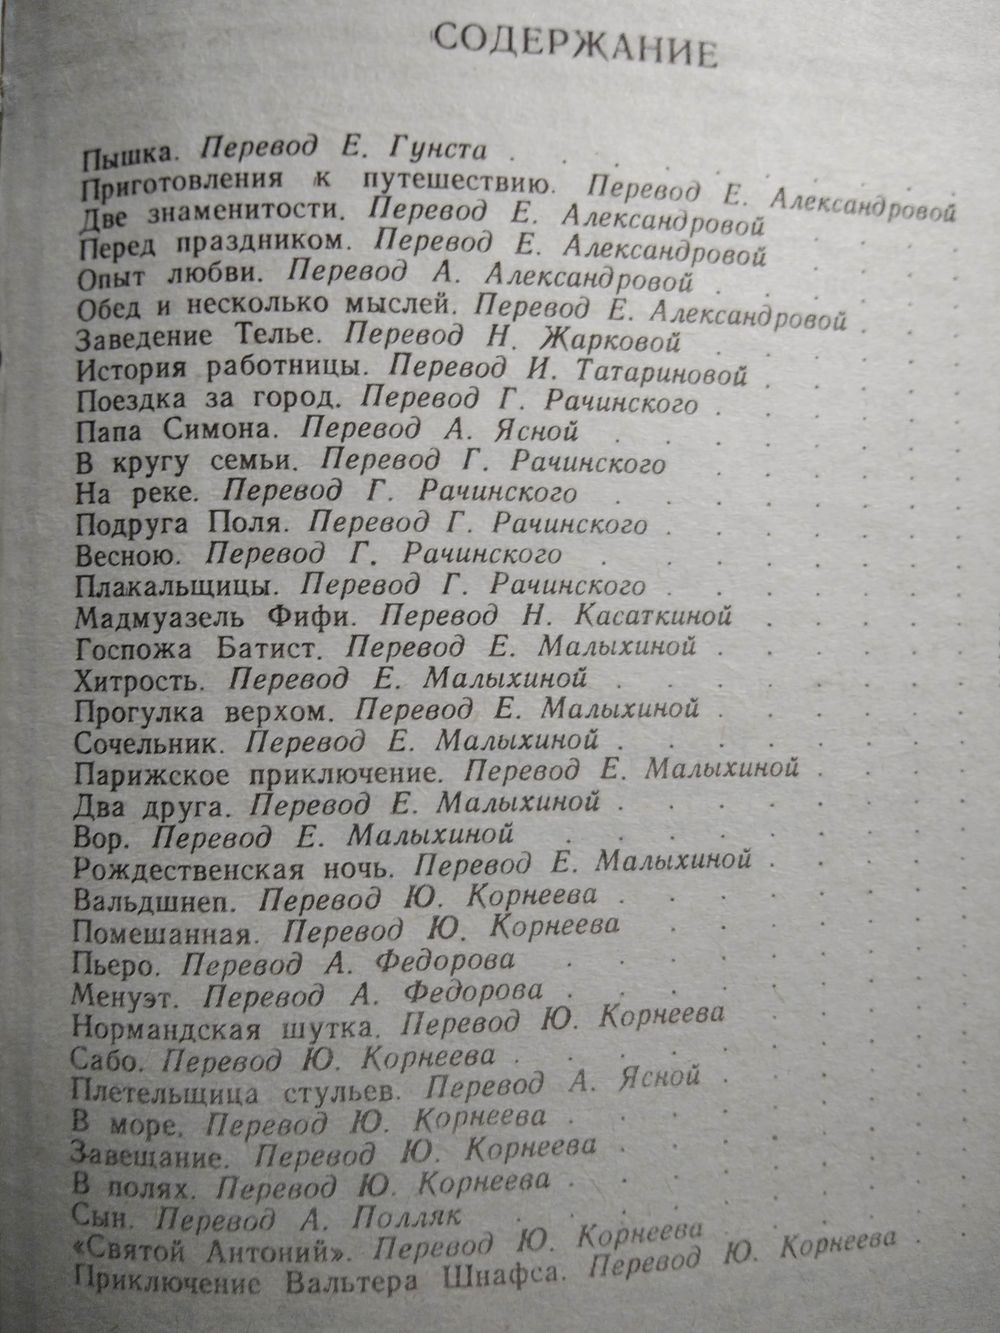 СОДЕРЖАНИЕ
Пышка. Перевод Е. Гунста . . . . . . .
Приготовления к путешествию. Перевод Е. Александровой
Две знаменитости. Перевод Е. Александровой . . . .
Перед праздником. Перевод Е. Александровой . . . .
Опыт любви. Перевод А. Александровой . . . . . .
Обед и несколько мыслей. Перевод Е. Александровой . . .
Заведение Телье. Перевод Н. Жарковой . . . . . .
История работницы. Перевод И. Татариновой . . . . .
Поездка за город. Перевод Г. Рачинского . . . . . .
Папа Симона. Перевод А. Ясной . . . . . . .
В кругу семьи. Перевод Г. Рачинского . . . . . .
На реке. Перевод Г. Рачинского . . . . . . .
Подруга Поля. Перевод Г. Рачинского . . . . . . .
Весною. Перевод Г. Рачинского . . . . . . .
Плакальщицы. Перевод Г. Рачинского . . . . . . .
Мадмуазель Фифи. Перевод Н. Касаткиной . . . . .
Госпожа Батист. Перевод Е. Малыхиной . . . . . .
Хитрость. Перевод Е. Малыхиной . . . . . . . .
Прогулка верхом. Перевод Е. Малыхиной . . . . . .
Сочельник. Перевод Е. Малыхиной . . . . . . . .
Парижское приключение. Перевод Е. Малыхиной . . . .
Два друга. Перевод Е. Малыхиной . . . . . . . .
Вор. Перевод Е. Малыхиной . . . . . . . . .
Рождественская ночь. Перевод Е. Малыхиной . . . . .
Вальдшнеп. Перевод Ю. Корнеева . . . . . . . .
Помешанная. Перевод Ю. Корнеева . . . . . . .
Пьеро. Перевод А. Федорова . . . . . . . . .
Менуэт. Перевод А. Федорова . . . . . . . . .
Нормандская шутка. Перевод Ю. Корнеева . . . . .
Сабо. Перевод Ю. Корнеева . . . . . . . . . .
Плетельщица стульев. Перевод А. Ясной . . . . . .
В море. Перевод Ю. Корнеева . . . . . . . . .
Завещание. Перевод Ю. Корнеева . . . . . . . .
В полях. Перевод Ю. Корнеева . . . . . . . . .
Сын. Перевод А. Полляк . . . . . . . . .
«Святой Антоний». Перевод Ю. Корнеева . . . . . .
Приключение Вальтера Шнафса. Перевод Ю. Корнеева . .